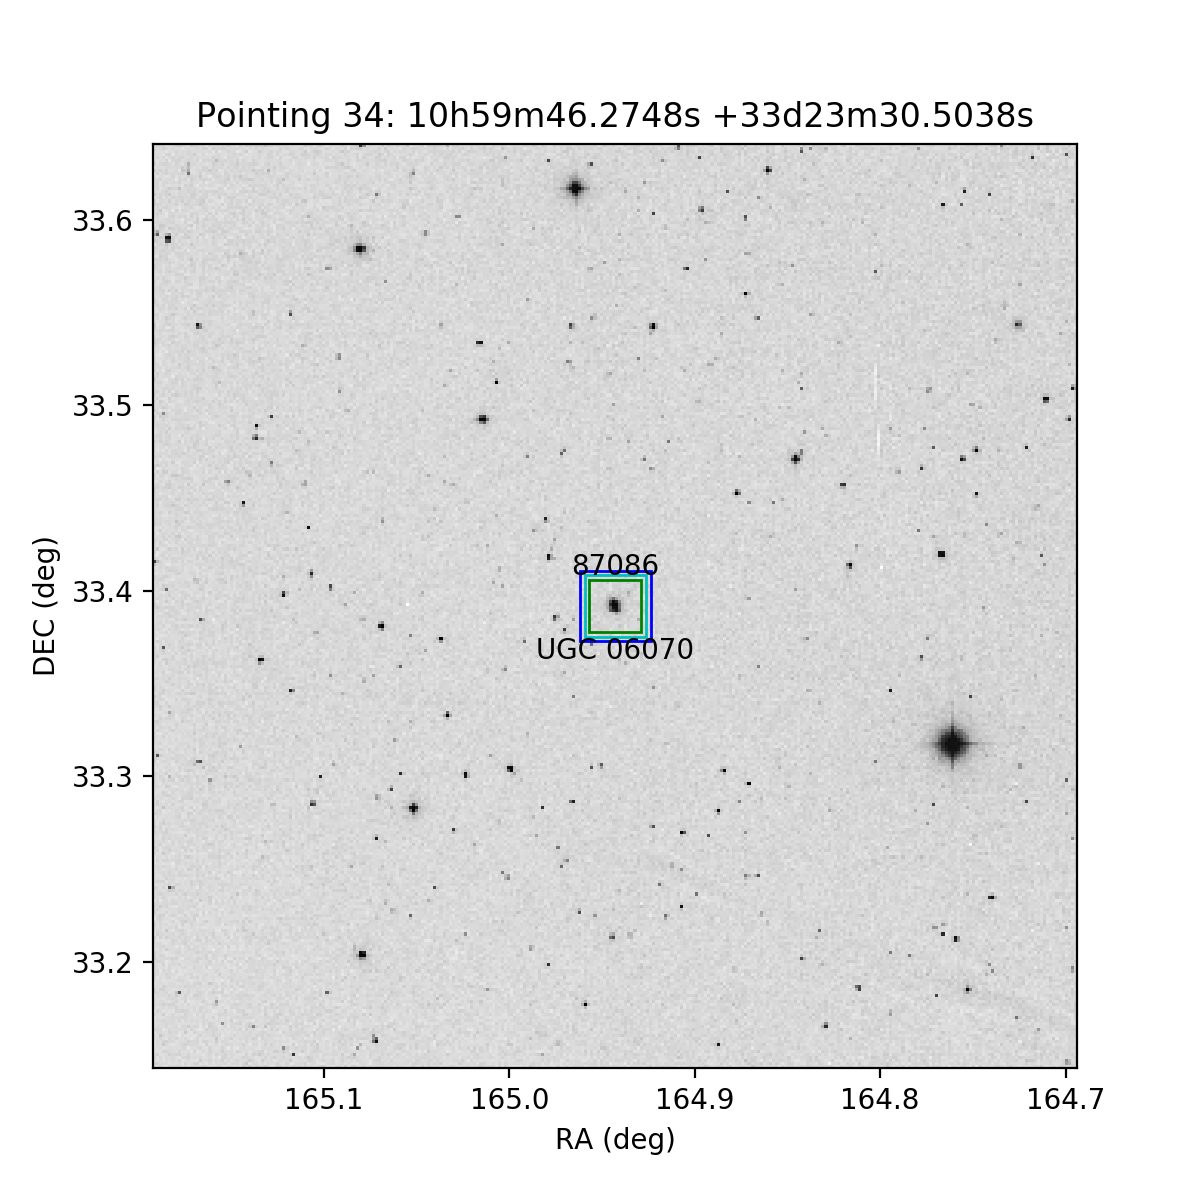 Pointing 34: 10h59m46.2748s +33d23m30.5038s
33.6
33.5
33.4
33.3
33.2
DEC (deg)
87086
UGC 06070
165.1 165.0 164.9 164.8 164.7
RA (deg)